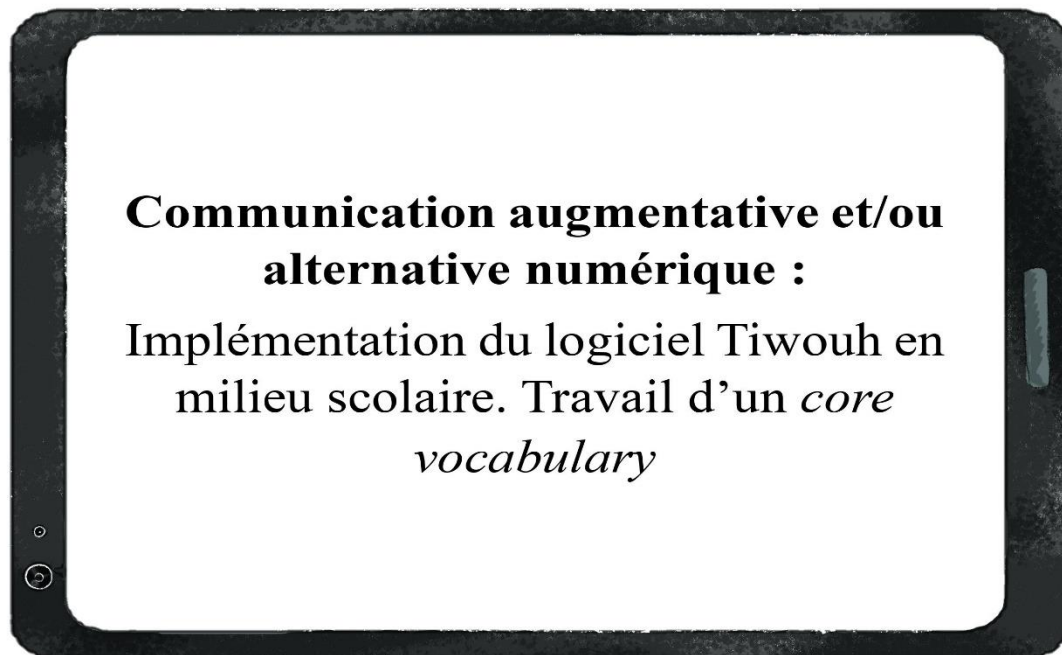 Communication augmentative et/ou
alternative numérique :
Implémentation du logiciel Tiwouh en
milieu scolaire. Travail d’un core
vocabulary